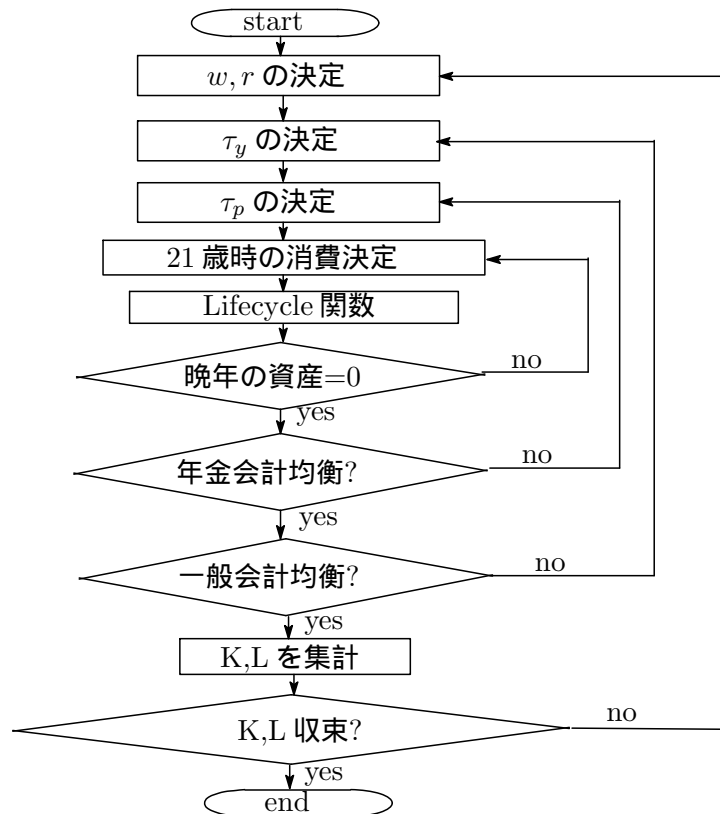 start
w, r の決定
τ_y の決定
τ_p の決定
21 歳時の消費決定
Lifecycle 関数
晩年の資産=0
no
yes
年金会計均衡?
no
yes
一般会計均衡?
no
yes
K,L を集計
K,L 収束?
no
yes
end